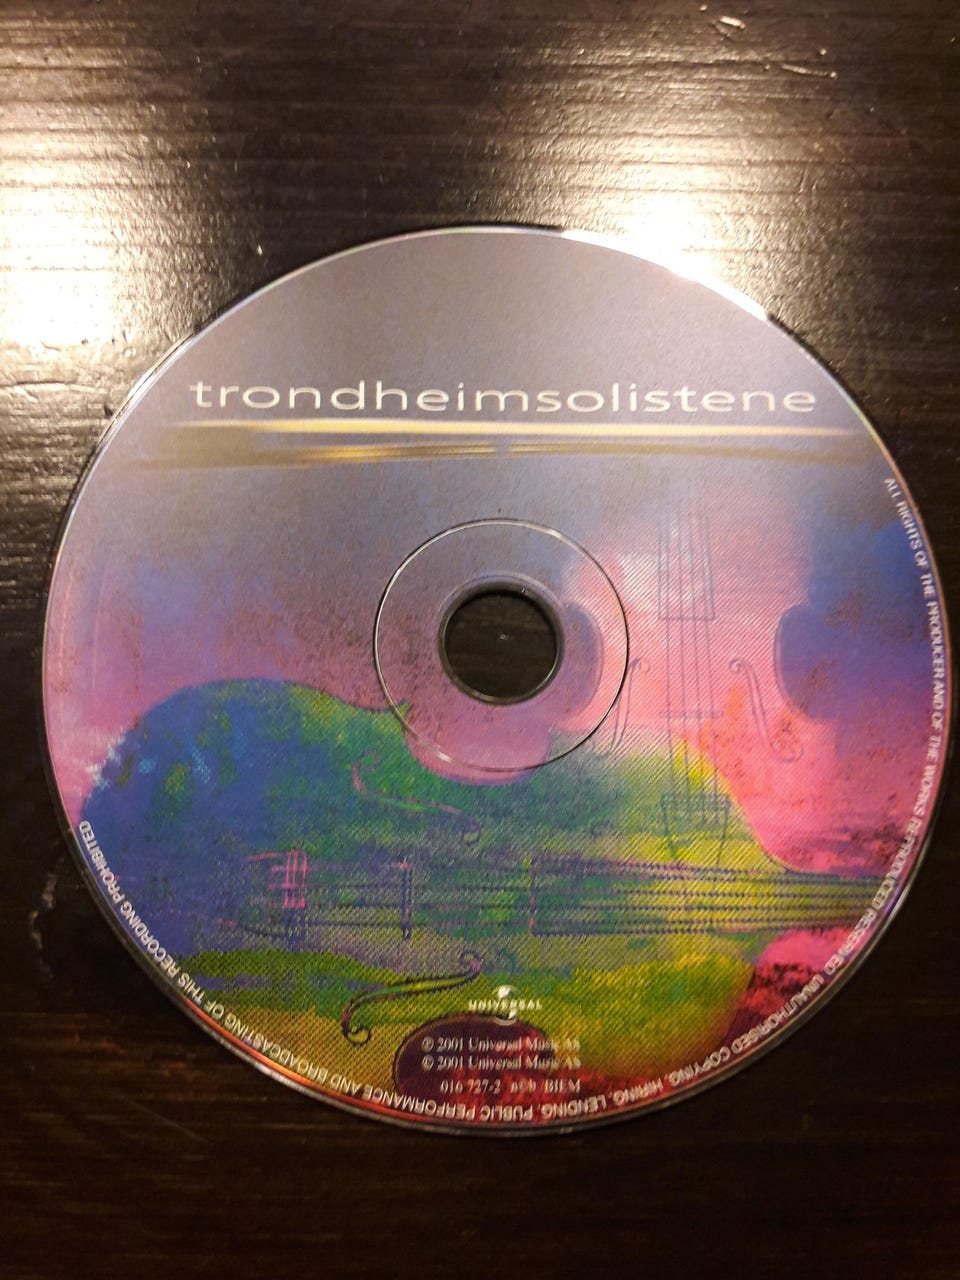 trondheimsolistene
ALL RIGHTS OF THE PRODUCER AND OF THE WORKS REPRODUCED RESERVED UNAUTHORISED COPYING, HIRING, LENDING, PUBLIC PERFORMANCE AND BROADCASTING OF THIS RECORDING PROHIBITED
UNIVERSAL
℗ 2001 Universal Music AS
© 2001 Universal Music AS
016 727-2 n©b BIEM